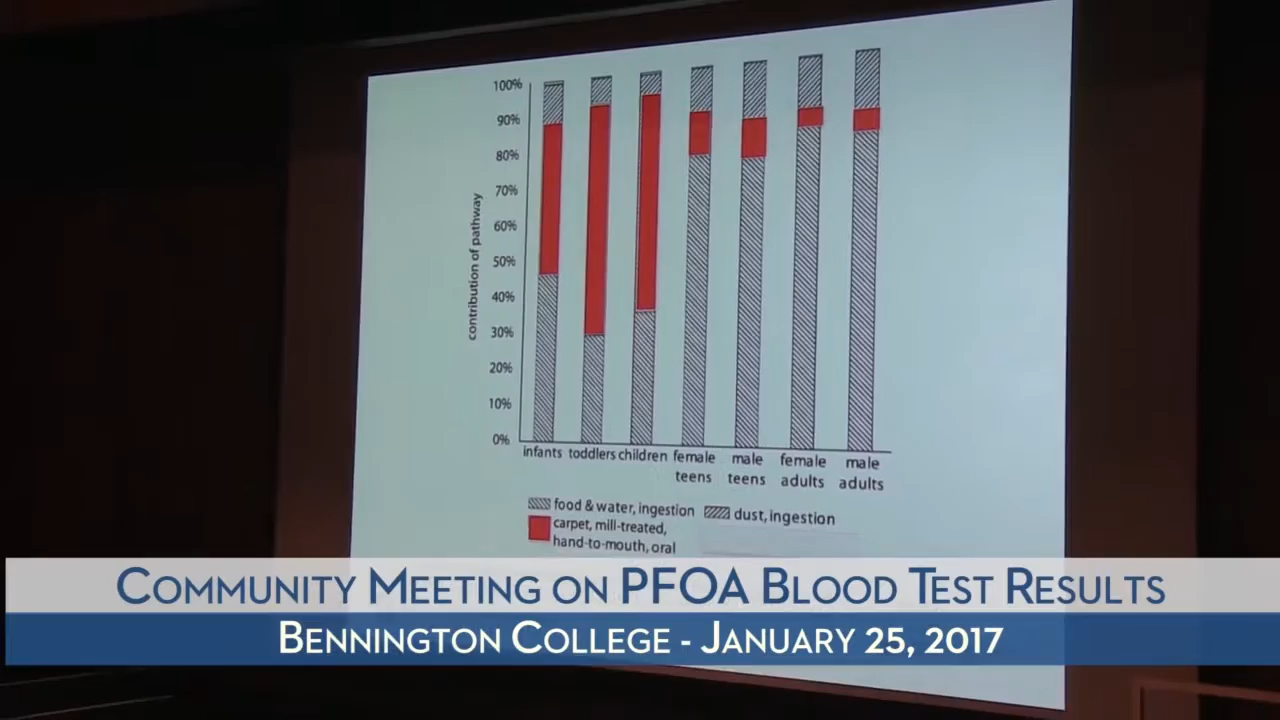 100%
90%
80%
70%
60%
50%
40%
30%
20%
10%
0%
contribution of pathway
infants toddlers children female teens male teens female adults male adults
food & water, ingestion
dust, ingestion
carpet, mill-treated,
hand-to-mouth, oral
COMMUNITY MEETING ON PFOA BLOOD TEST RESULTS
BENNINGTON COLLEGE - JANUARY 25, 2017